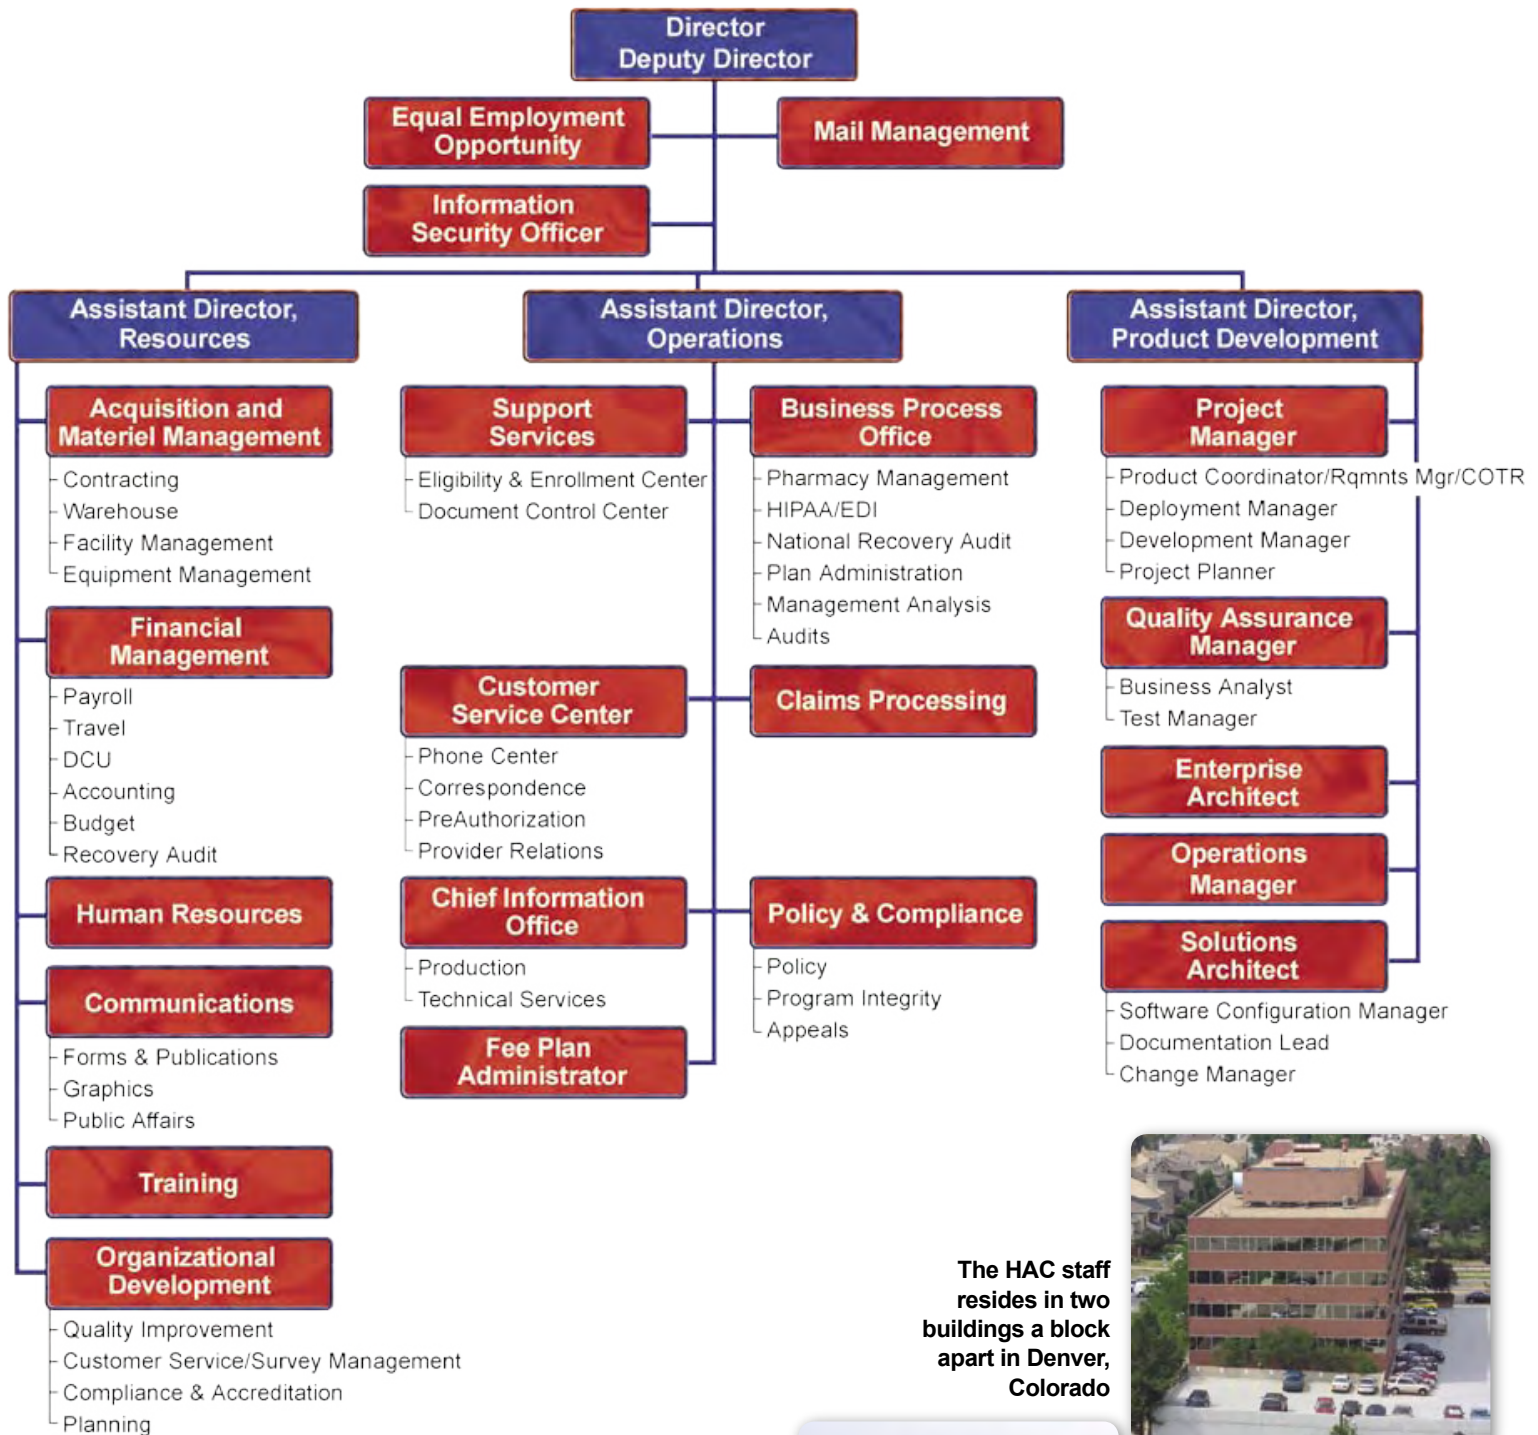 Director
Deputy Director
Equal Employment
Opportunity
Mail Management
Information
Security Officer
Assistant Director,
Resources
Acquisition and
Materiel Management
Contracting
Warehouse
Facility Management
Equipment Management
Financial
Management
Payroll
Travel
DCU
Accounting
Budget
Recovery Audit
Human Resources
Communications
Forms & Publications
Graphics
Public Affairs
Training
Organizational
Development
Quality Improvement
Customer Service/Survey Management
Compliance & Accreditation
Planning
Assistant Director,
Operations
Support
Services
Eligibility & Enrollment Center
Document Control Center
Business Process
Office
Pharmacy Management
HIPAA/EDI
National Recovery Audit
Plan Administration
Management Analysis
Audits
Customer
Service Center
Phone Center
Correspondence
PreAuthorization
Provider Relations
Claims Processing
Chief Information
Office
Production
Technical Services
Policy & Compliance
Policy
Program Integrity
Appeals
Fee Plan
Administrator
Assistant Director,
Product Development
Project
Manager
Product Coordinator/Rqmnts Mgr/COTR
Deployment Manager
Development Manager
Project Planner
Quality Assurance
Manager
Business Analyst
Test Manager
Enterprise
Architect
Operations
Manager
Solutions
Architect
Software Configuration Manager
Documentation Lead
Change Manager
The HAC staff
resides in two
buildings a block
apart in Denver,
Colorado